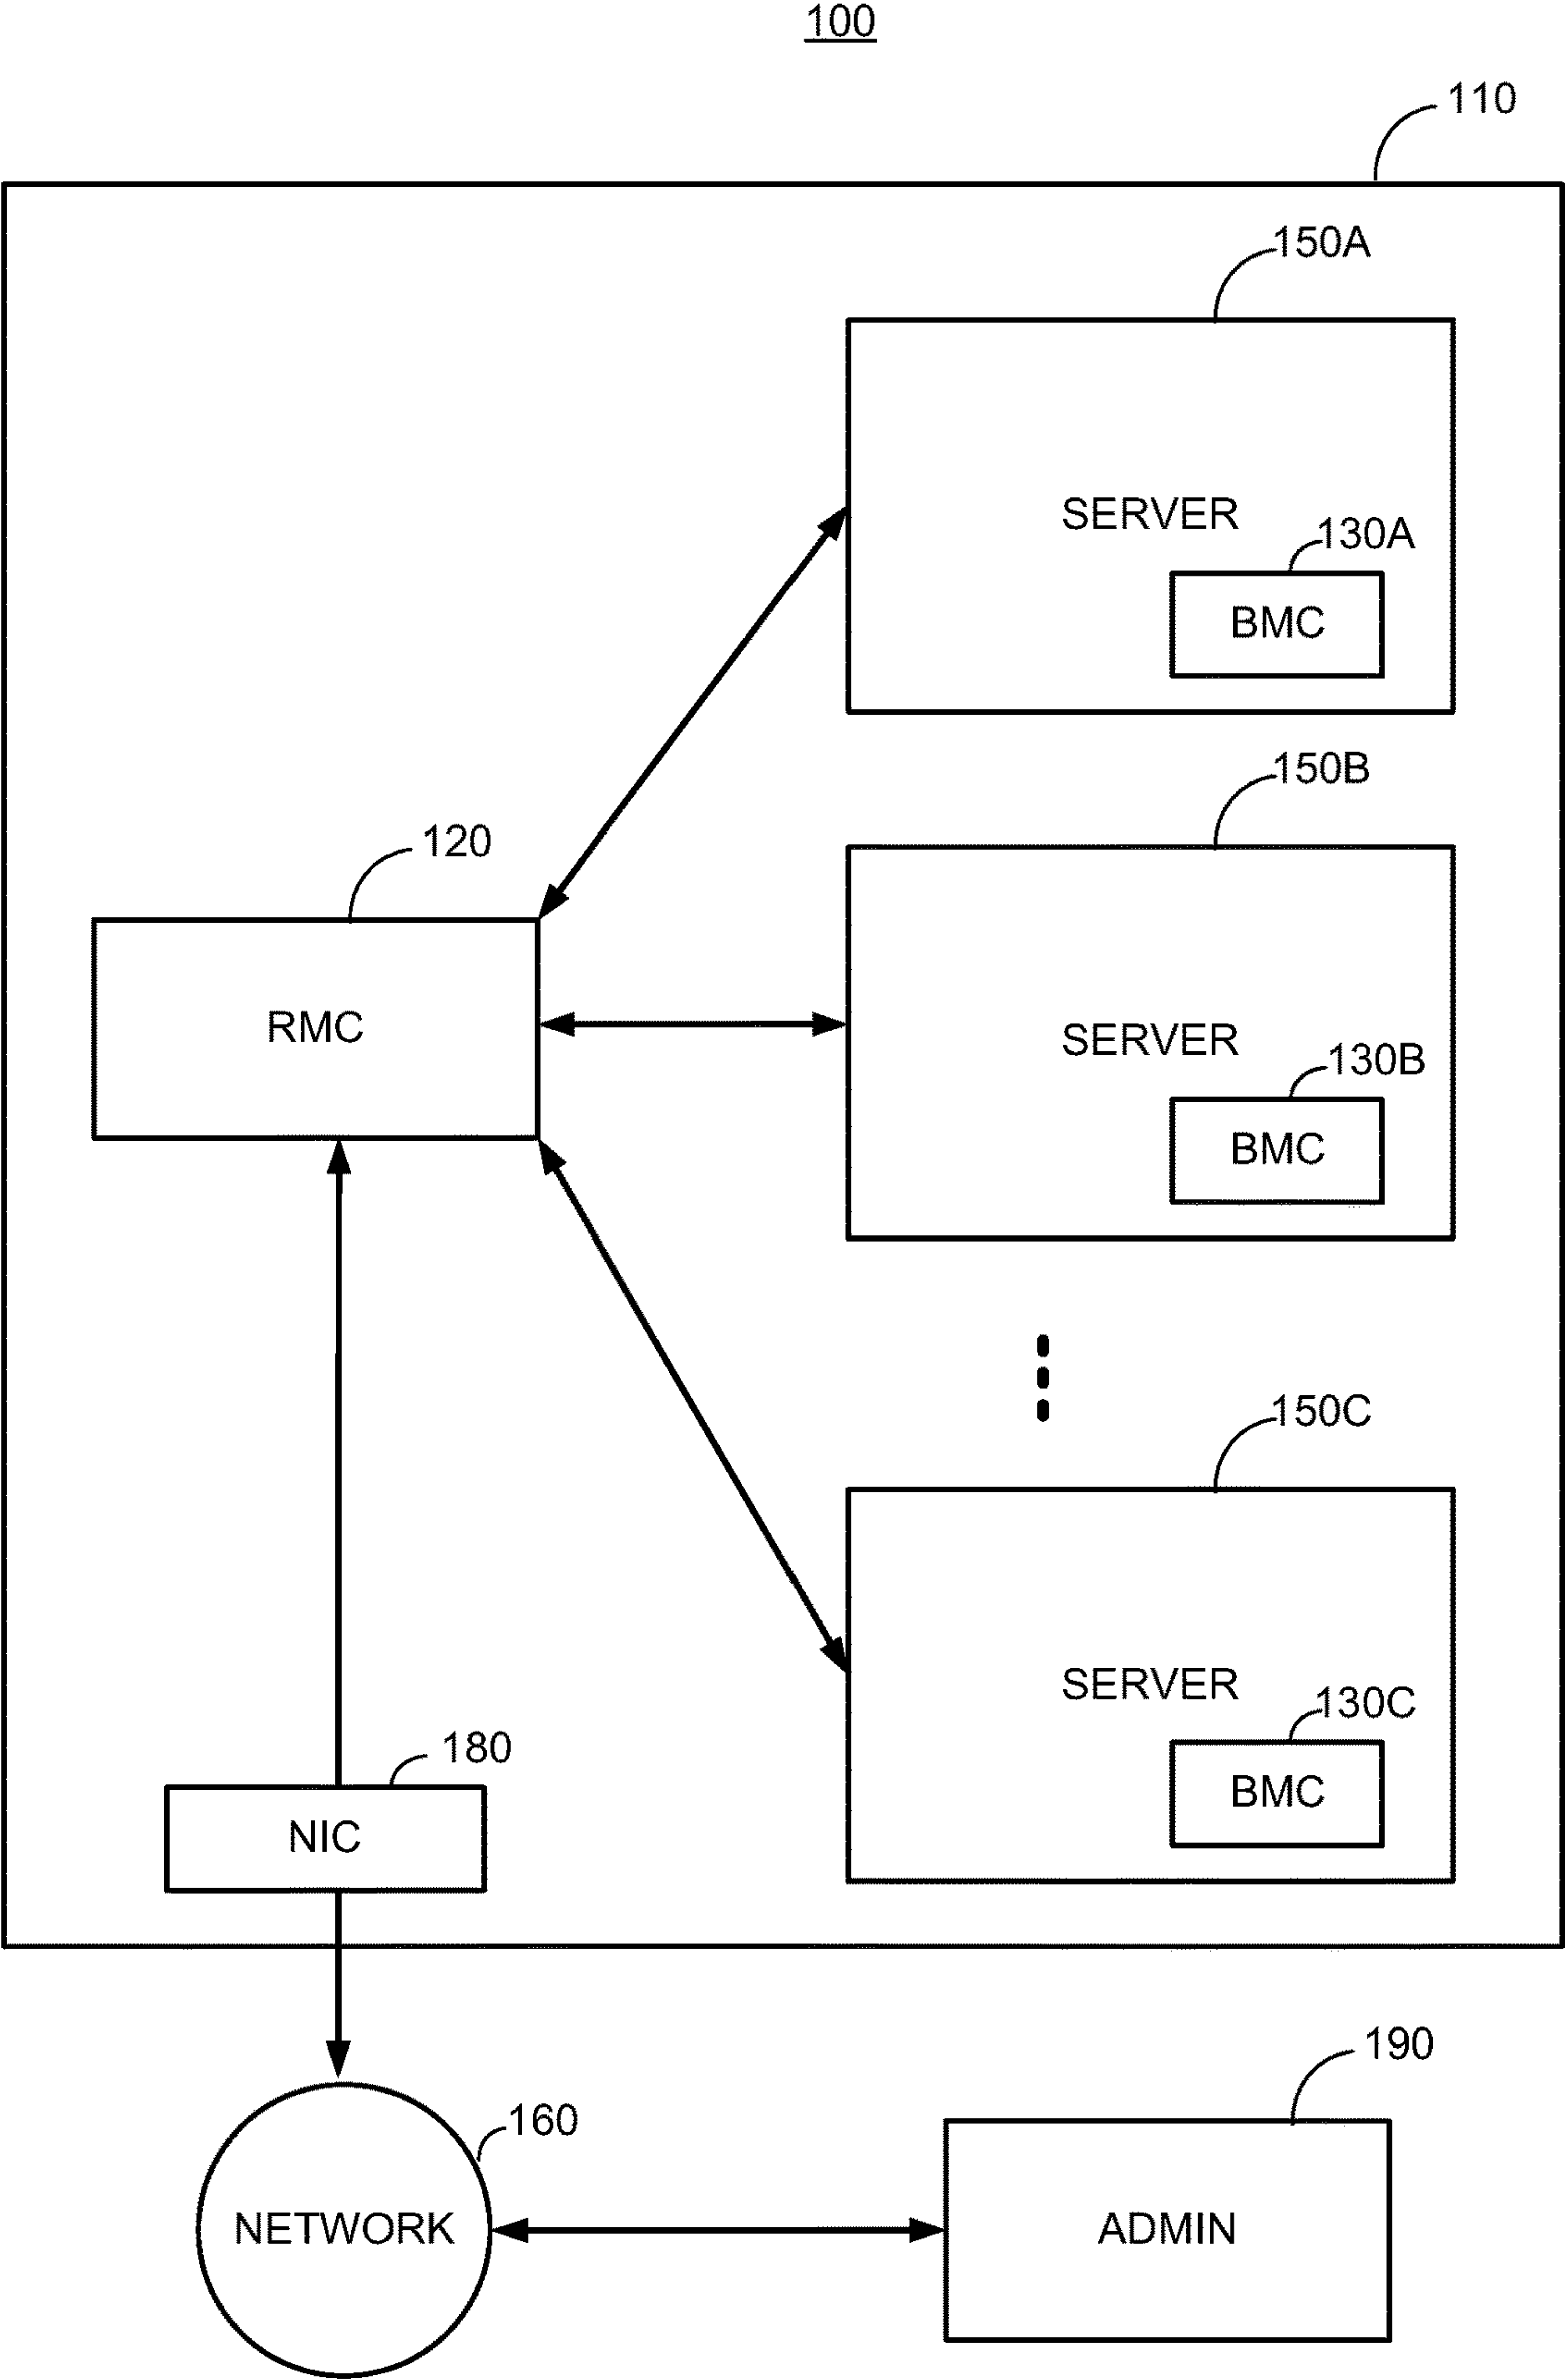 100
110
150A
SERVER
130A
BMC
150B
120
RMC
SERVER
130B
BMC
150C
SERVER
130C
BMC
180
NIC
190
160
NETWORK
ADMIN